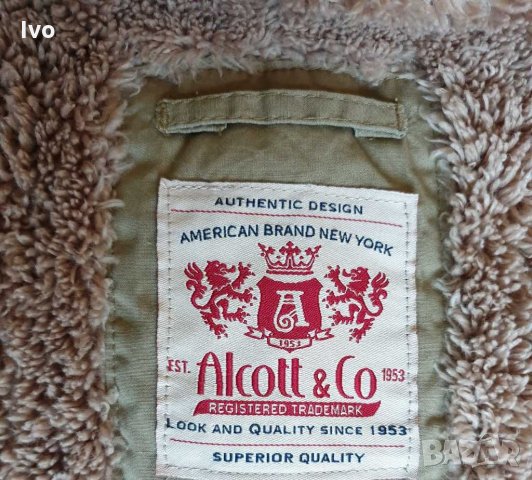 Ivo
AUTHENTIC DESIGN
AMERICAN BRAND NEW YORK
A
1953
EST. Alcott & Co 1953
REGISTERED TRADEMARK
LOOK AND QUALITY SINCE 1953
SUPERIOR QUALITY
BAZAR